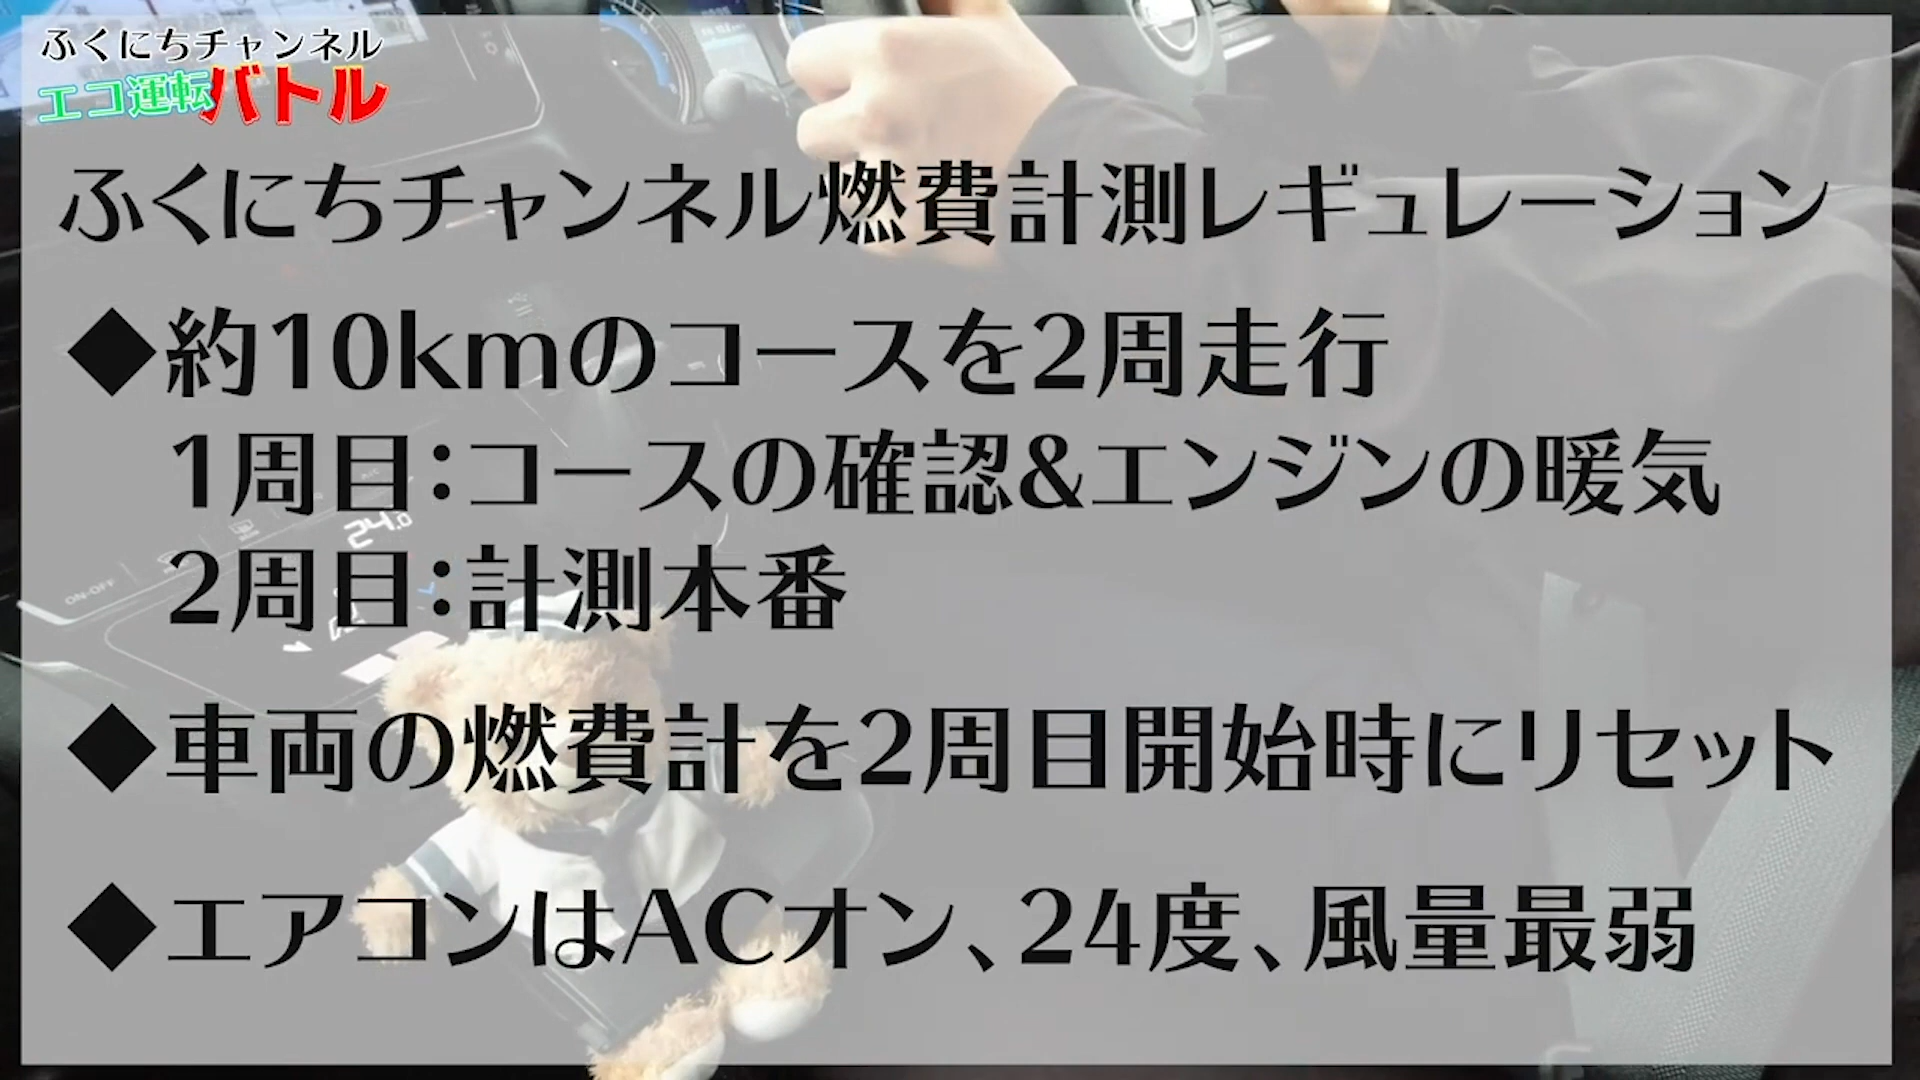 ふくにちチャンネル
エコ運転バトル
ふくにちチャンネル燃費計測レギュレーション
◆約10kmのコースを2周走行
1周目：コースの確認&エンジンの暖気
2周目：計測本番
24.0
ON・OFF
◆車両の燃費計を2周目開始時にリセット
◆エアコンはACオン、24度、風量最弱